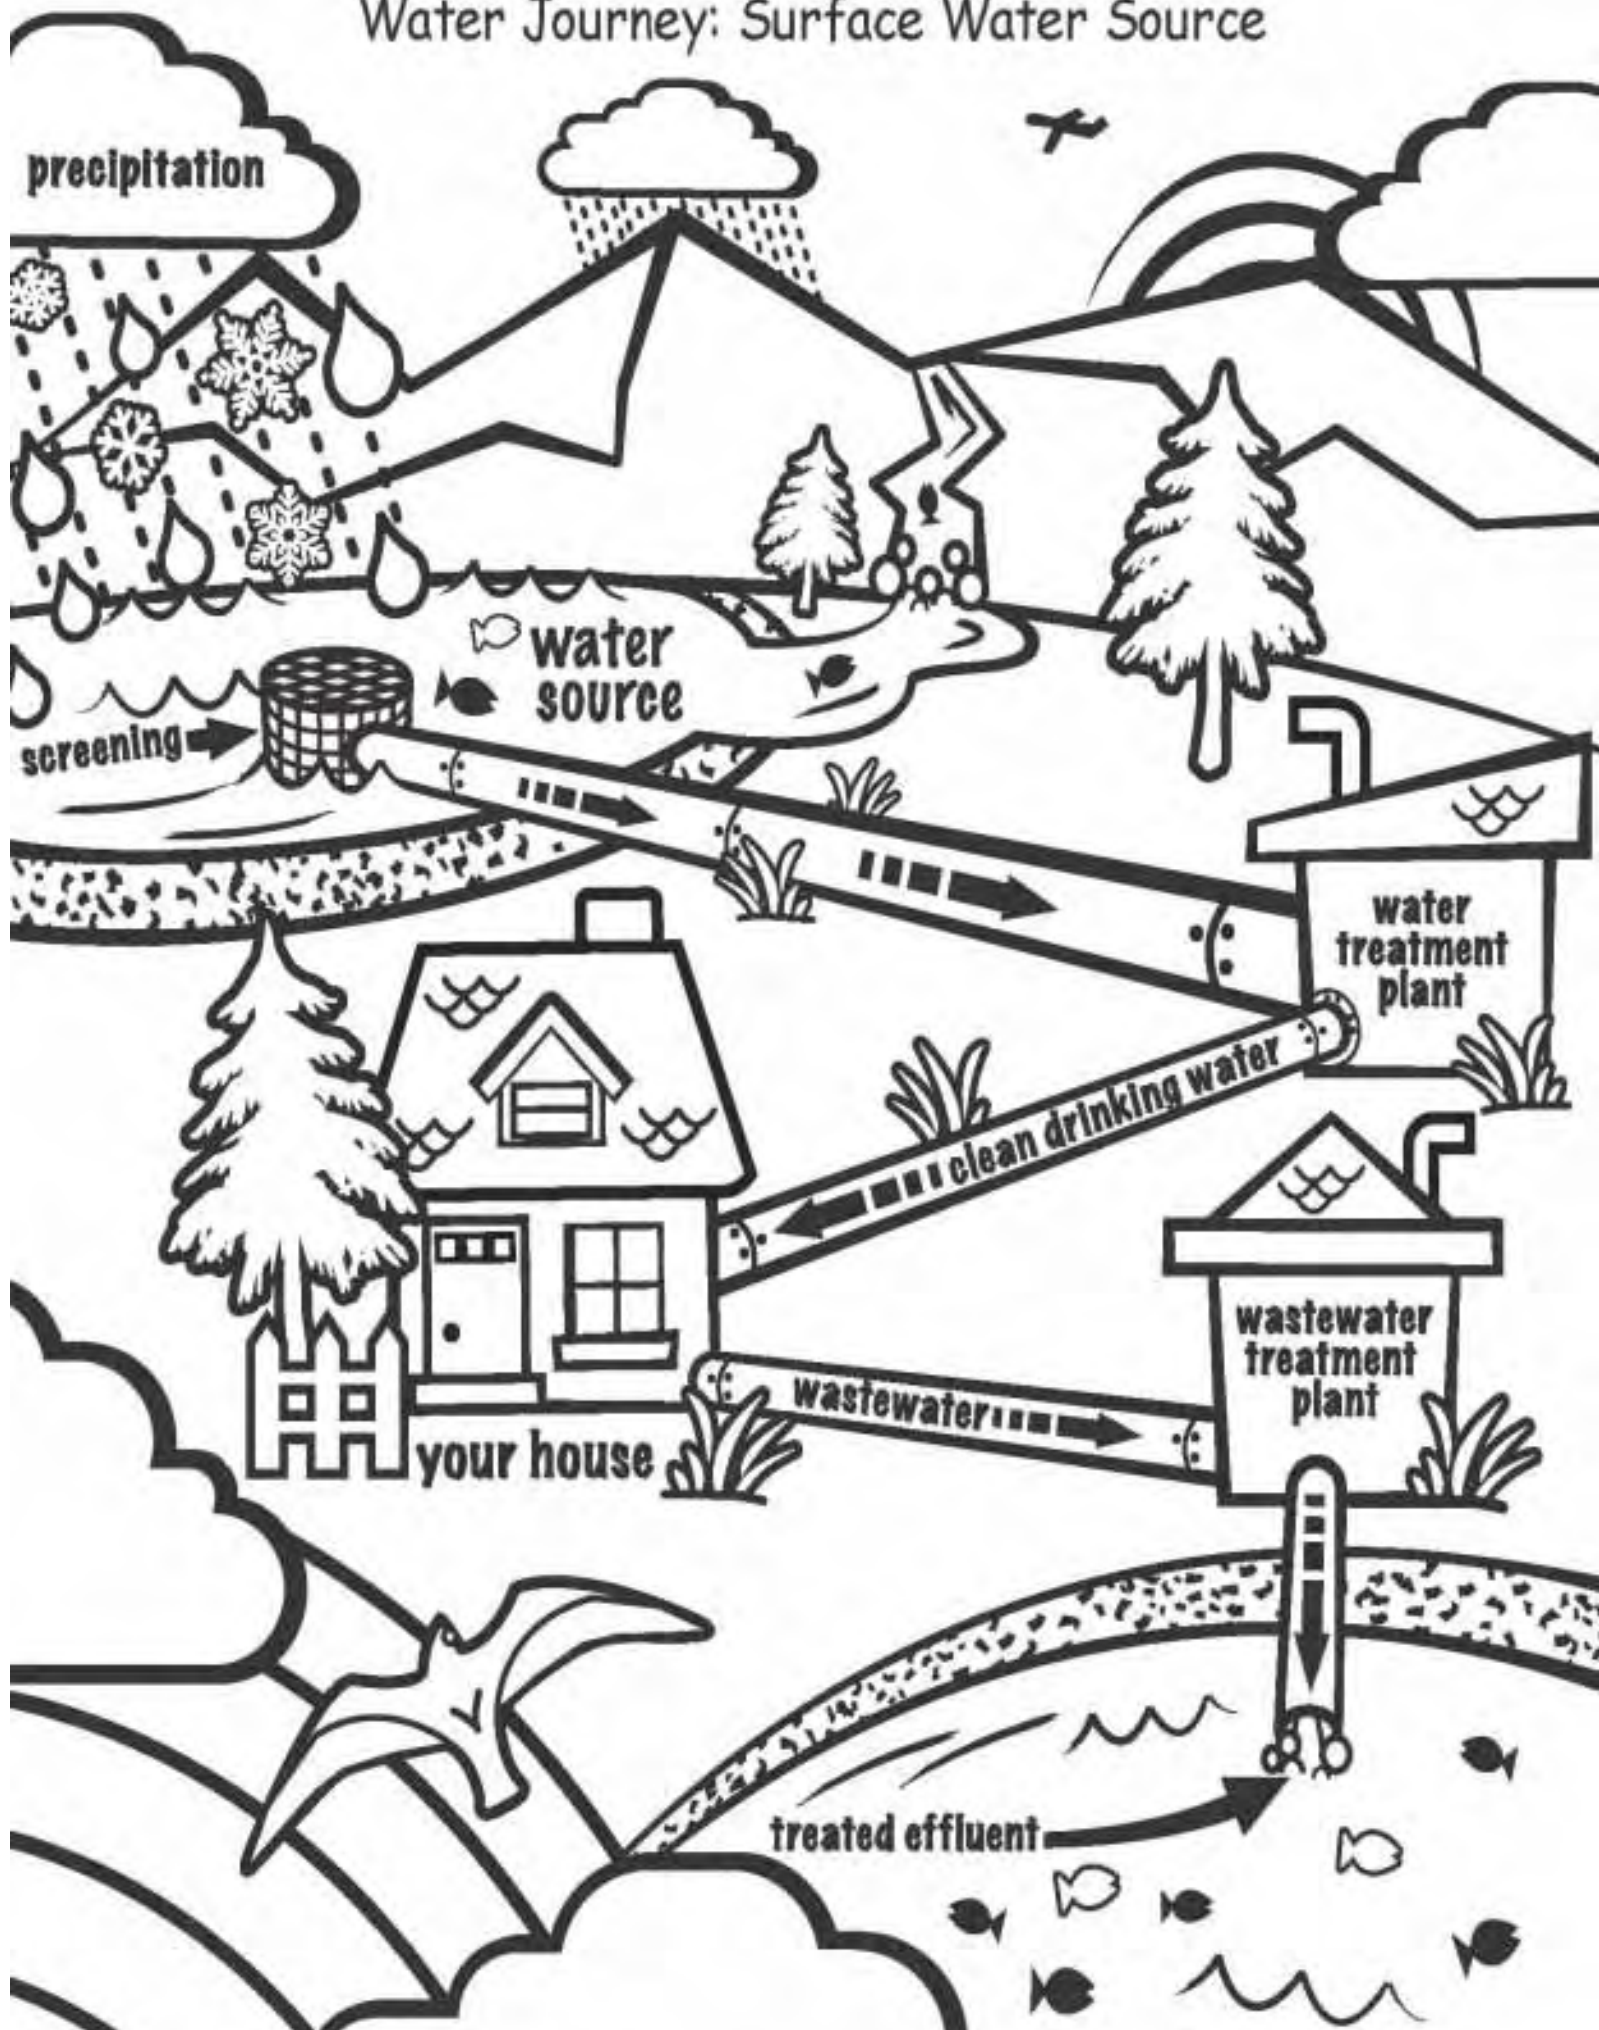 Water Journey: Surface Water Source
precipitation
water
source
screening
water
treatment
plant
clean drinking water
wastewater
treatment
plant
wastewater
your house
treated effluent